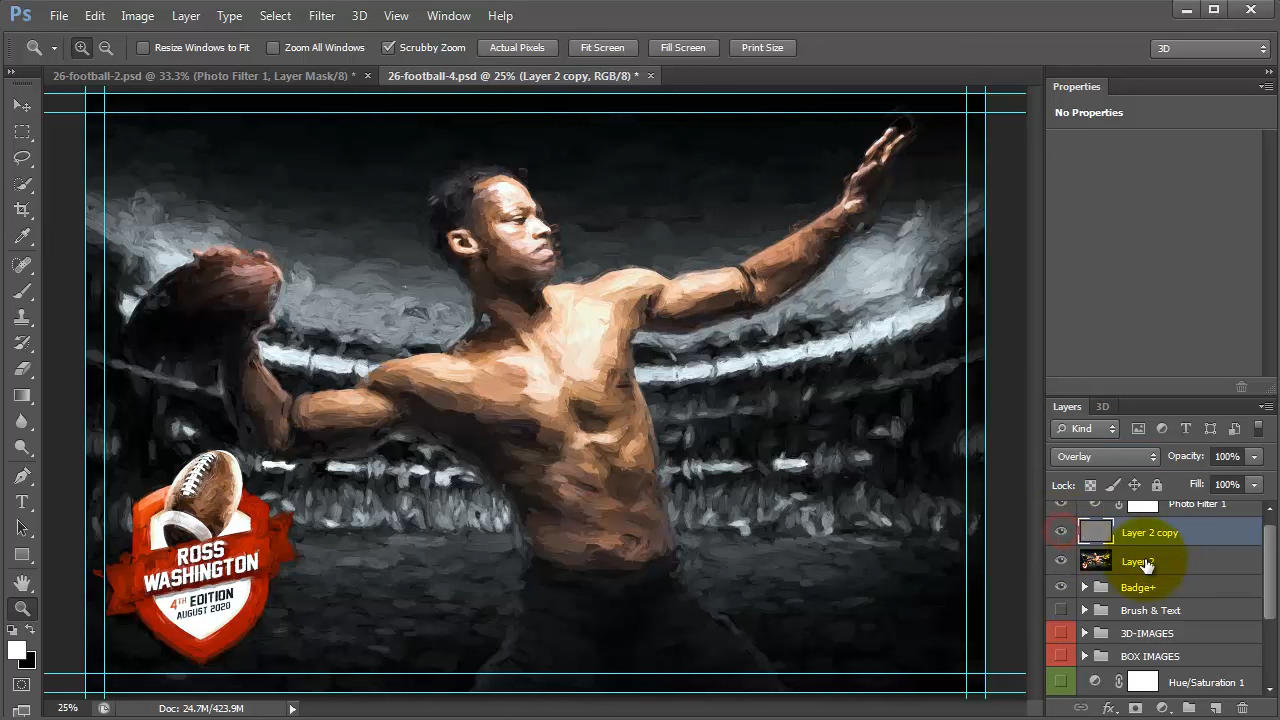 Ps File Edit Image Layer Type Select Filter 3D View Window Help
Resize Windows to Fit Zoom All Windows Scrubby Zoom Actual Pixels Fit Screen Fill Screen Print Size 3D
26-football-2.psd @ 33.3% (Photo Filter 1, Layer Mask/8) * × 26-football-4.psd @ 25% (Layer 2 copy, RGB/8) * ×
Properties
No Properties
Layers 3D
Kind
Overlay Opacity: 100%
Lock: Fill: 100%
Photo Filter 1
Layer 2 copy
Layer 2
Badge+
Brush & Text
3D-IMAGES
BOX IMAGES
Hue/Saturation 1
ROSS
WASHINGTON
4TH EDITION
AUGUST 2020
25% Doc: 24.7M/423.9M